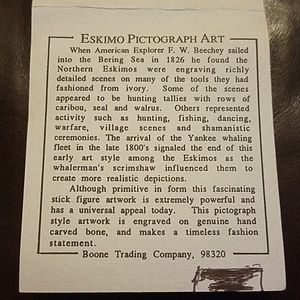 ESKIMO PICTOGRAPH ART
When American Explorer F. W. Beechey sailed
into the Bering Sea in 1826 he found the
Northern Eskimos were engraving richly
detailed scenes on many of the tools they had
fashioned from ivory. Some of the scenes
appeared to be hunting tallies with rows of
caribou, seal and walrus. Others represented
activity such as hunting, fishing, dancing,
warfare, village scenes and shamanistic
ceremonies. The arrival of the Yankee whaling
fleet in the late 1800's signaled the end of this
early art style among the Eskimos as the
whalerman's scrimshaw influenced them to
create more realistic depictions.
Although primitive in form this fascinating
stick figure artwork is extremely powerful and
has a universal appeal today. This pictograph
style artwork is engraved on genuine hand
carved bone, and makes a timeless fashion
statement.
Boone Trading Company, 98320